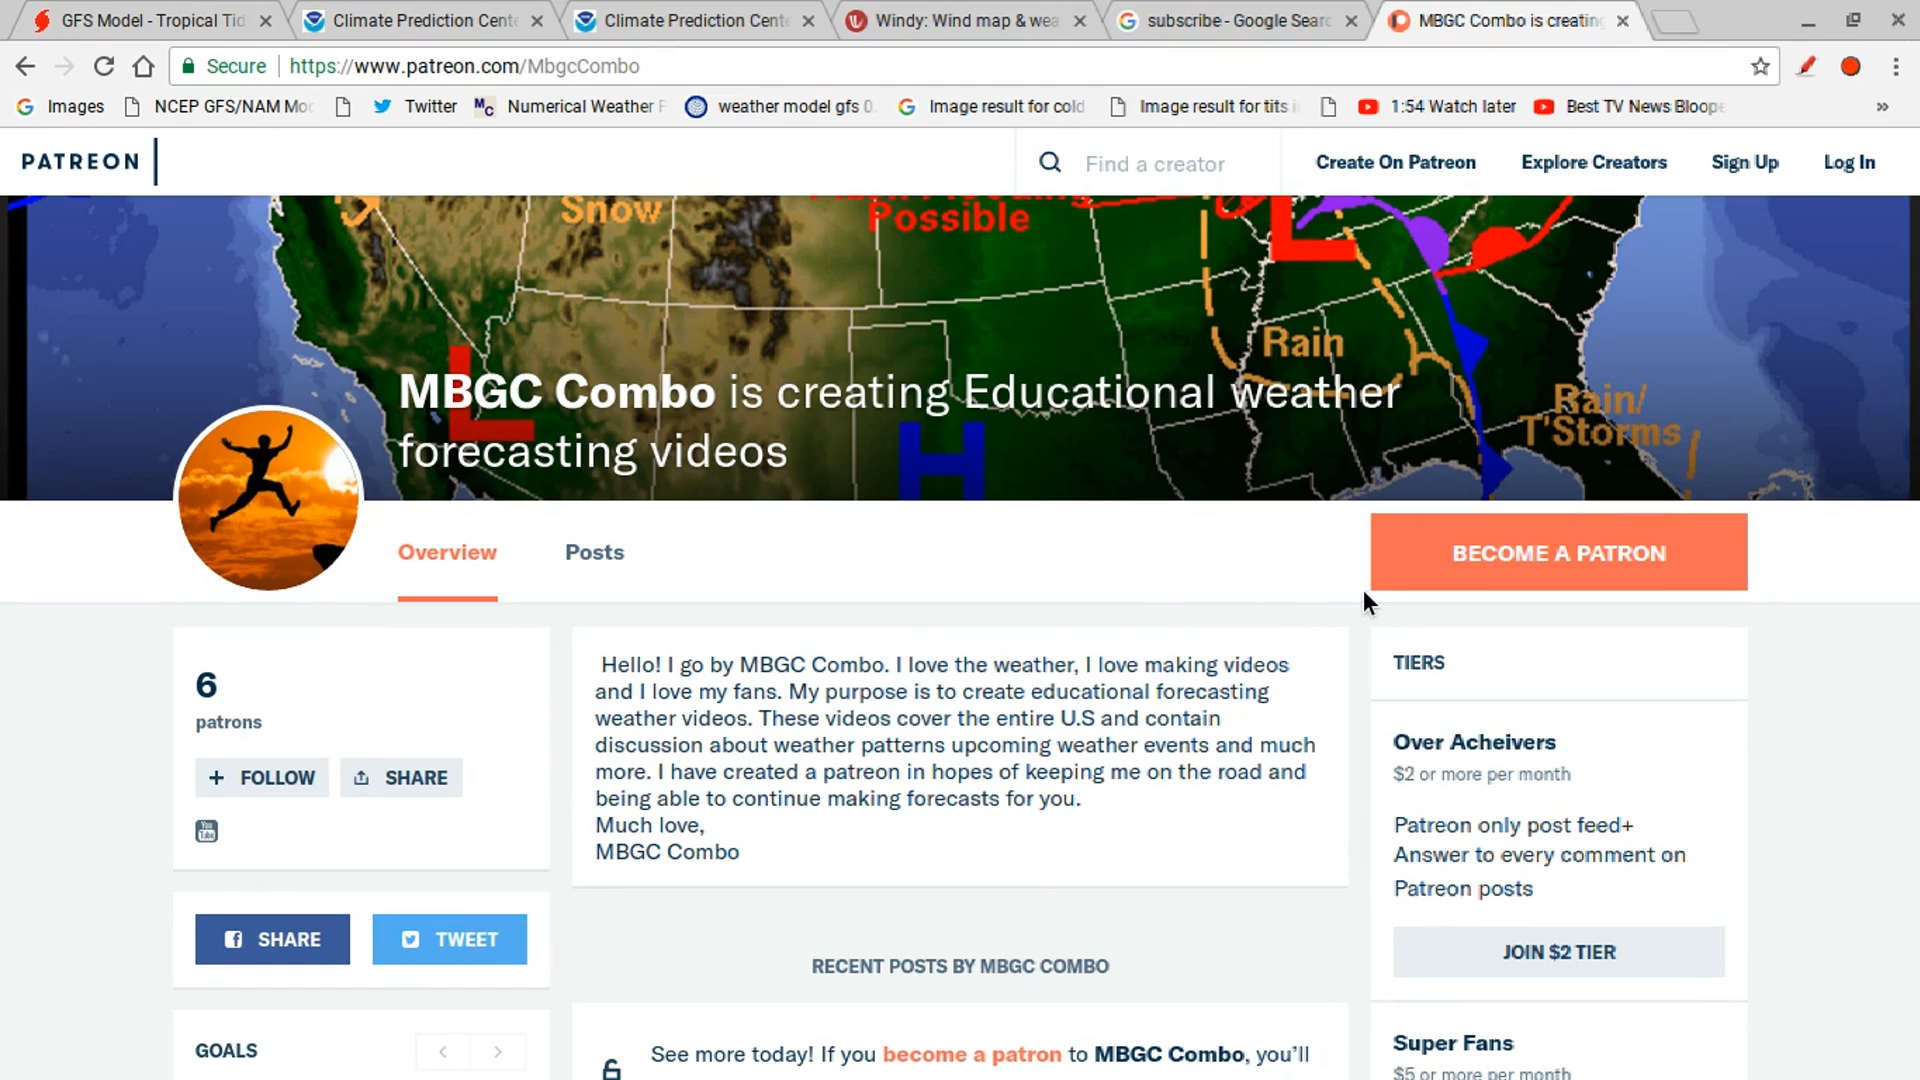 GFS Model - Tropical Tid
Climate Prediction Cente
Climate Prediction Cente
Windy: Wind map & wea
subscribe - Google Searc
MBGC Combo is creating
Secure
https://www.patreon.com/MbgcCombo
Images
NCEP GFS/NAM Mo
Twitter
Numerical Weather F
weather model gfs 0
Image result for cold
Image result for tits i
1:54 Watch later
Best TV News Bloope
»
PATREON
Find a creator
Create On Patreon
Explore Creators
Sign Up
Log In
Snow
Possible
L
Rain
Rain/
T'Storms
L
H
MBGC Combo is creating Educational weather
forecasting videos
Overview
Posts
BECOME A PATRON
6
patrons
+ FOLLOW
SHARE
You
Tube
SHARE
TWEET
GOALS
Hello! I go by MBGC Combo. I love the weather, I love making videos
and I love my fans. My purpose is to create educational forecasting
weather videos. These videos cover the entire U.S and contain
discussion about weather patterns upcoming weather events and much
more. I have created a patreon in hopes of keeping me on the road and
being able to continue making forecasts for you.
Much love,
MBGC Combo
RECENT POSTS BY MBGC COMBO
See more today! If you become a patron to MBGC Combo, you'll
TIERS
Over Acheivers
$2 or more per month
Patreon only post feed+
Answer to every comment on
Patreon posts
JOIN $2 TIER
Super Fans
$5 or more per month